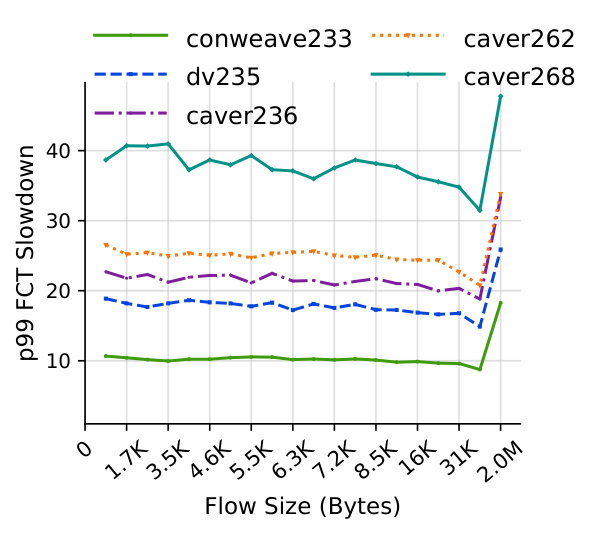 conweave233
dv235
caver236
caver262
caver268
p99 FCT Slowdown
40
30
20
10
0 1.7K 3.5K 4.6K 5.5K 6.3K 7.2K 8.5K 16K 31K 2.0M
Flow Size (Bytes)